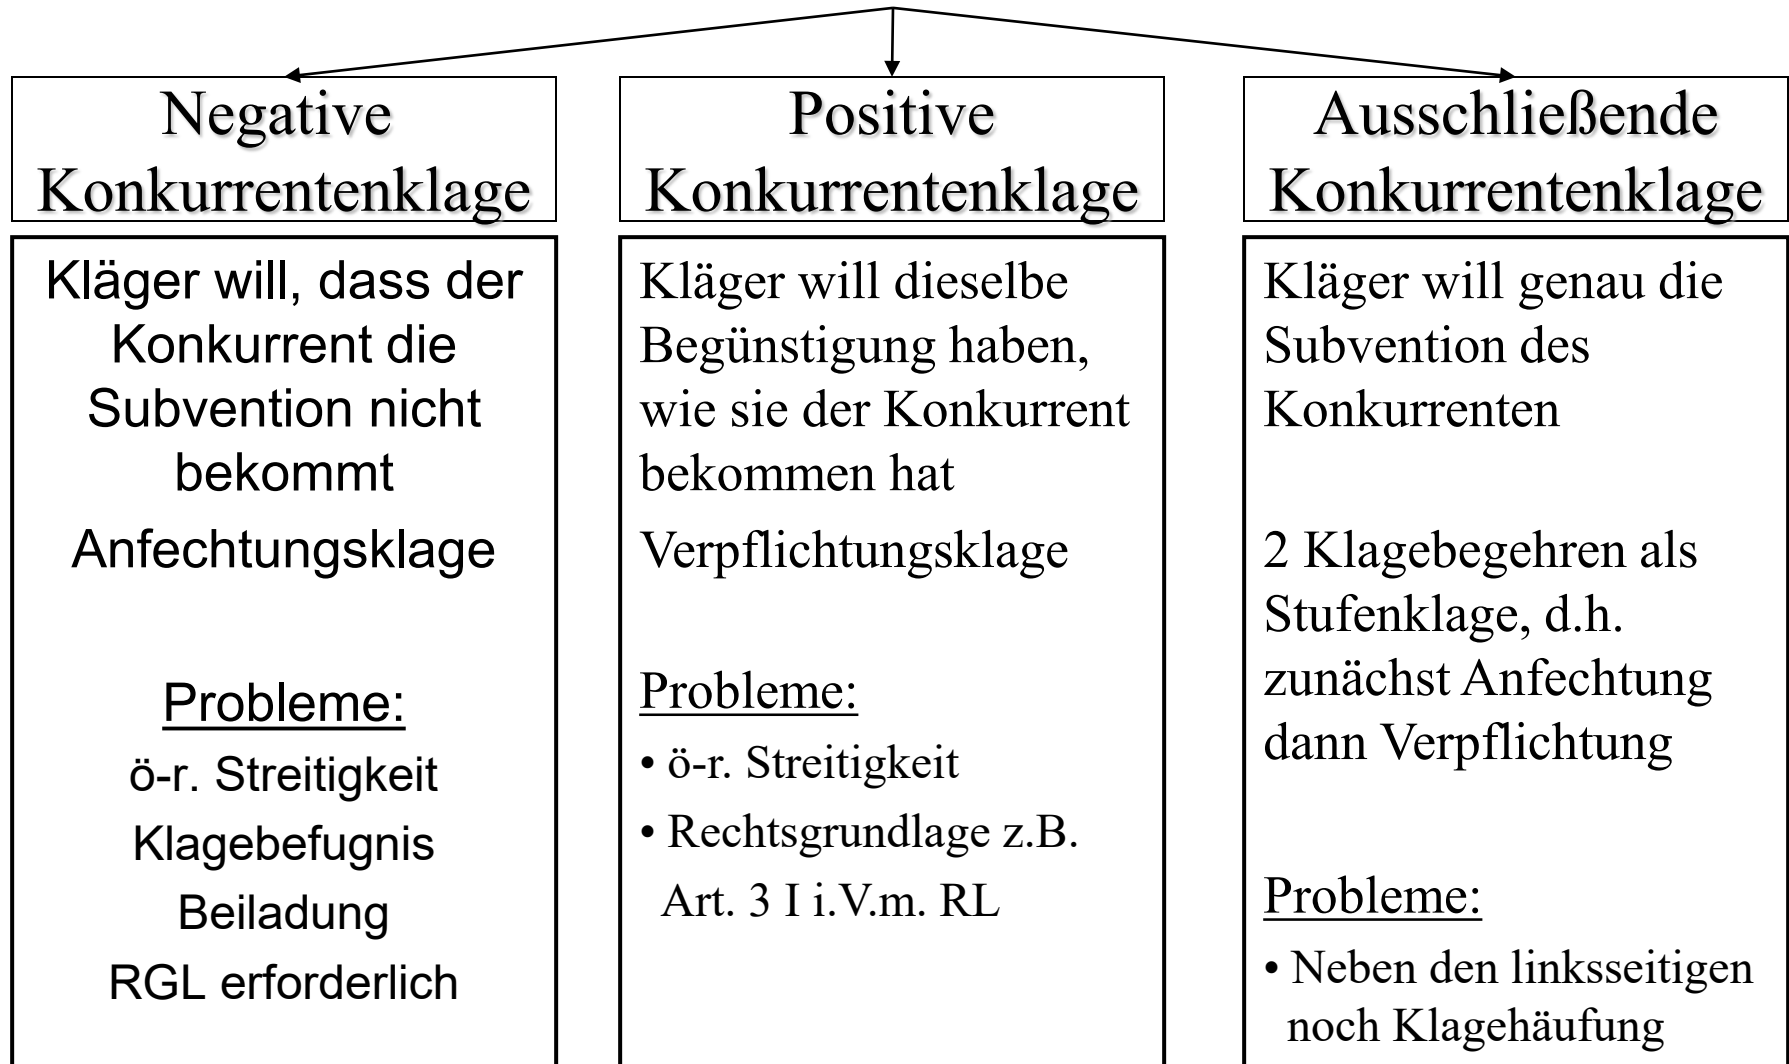 Negative
Konkurrentenklage
Kläger will, dass der
Konkurrent die
Subvention nicht
bekommt
Anfechtungsklage
Probleme:
ö-r. Streitigkeit
Klagebefugnis
Beiladung
RGL erforderlich
Positive
Konkurrentenklage
Kläger will dieselbe
Begünstigung haben,
wie sie der Konkurrent
bekommen hat
Verpflichtungsklage
Probleme:
• ö-r. Streitigkeit
• Rechtsgrundlage z.B.
Art. 3 I i.V.m. RL
Ausschließende
Konkurrentenklage
Kläger will genau die
Subvention des
Konkurrenten
2 Klagebegehren als
Stufenklage, d.h.
zunächst Anfechtung
dann Verpflichtung
Probleme:
• Neben den linksseitigen
noch Klagehäufung